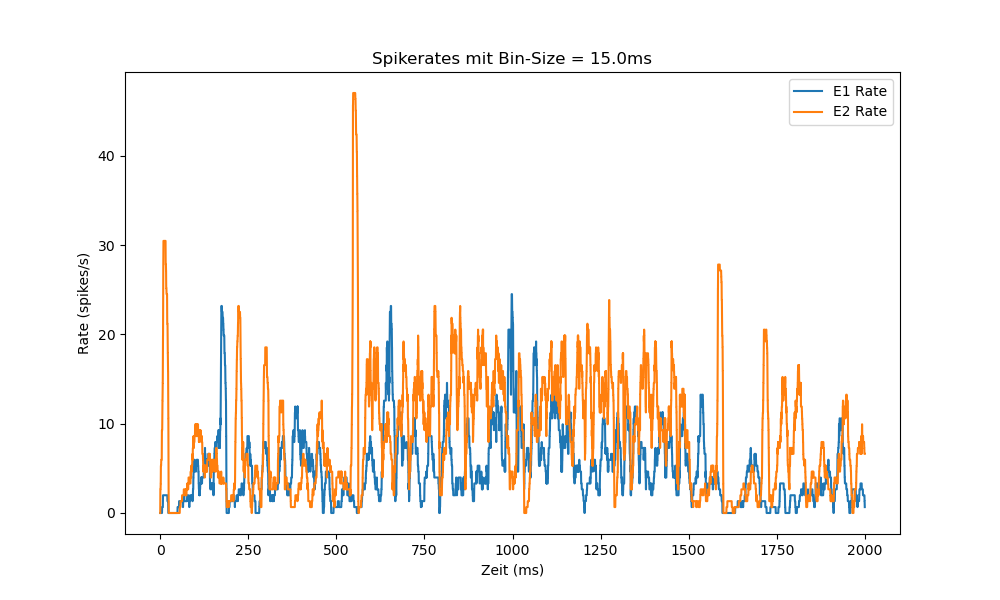 Spikerates mit Bin-Size = 15.0ms
E1 Rate
E2 Rate
Rate (spikes/s)
40
30
20
10
0
0 250 500 750 1000 1250 1500 1750 2000
Zeit (ms)